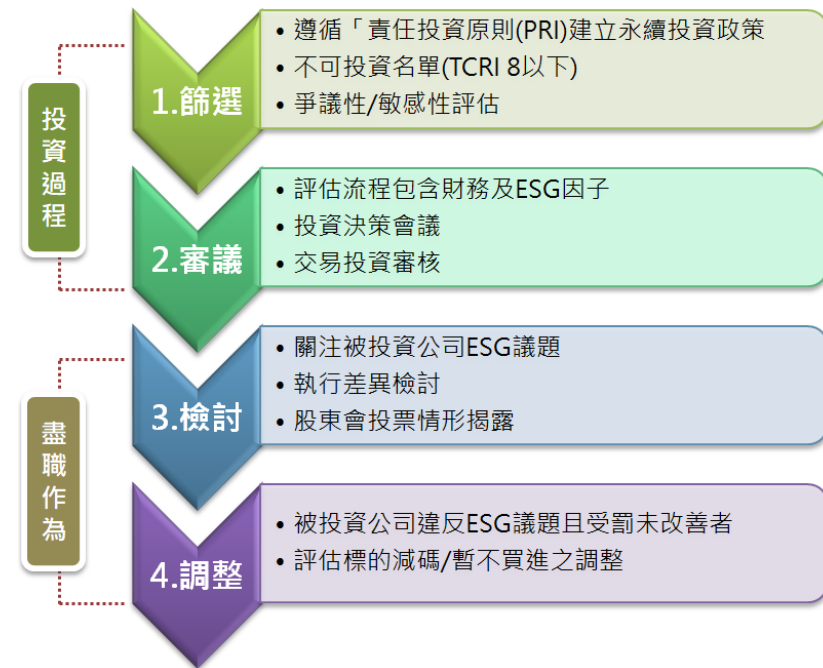 投資過程
1.篩選
• 遵循「責任投資原則(PRI)建立永續投資政策
• 不可投資名單(TCRI 8以下)
• 爭議性/敏感性評估
2.審議
• 評估流程包含財務及ESG因子
• 投資決策會議
• 交易投資審核
盡職作為
3.檢討
• 關注被投資公司ESG議題
• 執行差異檢討
• 股東會投票情形揭露
4.調整
• 被投資公司違反ESG議題且受罰未改善者
• 評估標的減碼/暫不買進之調整